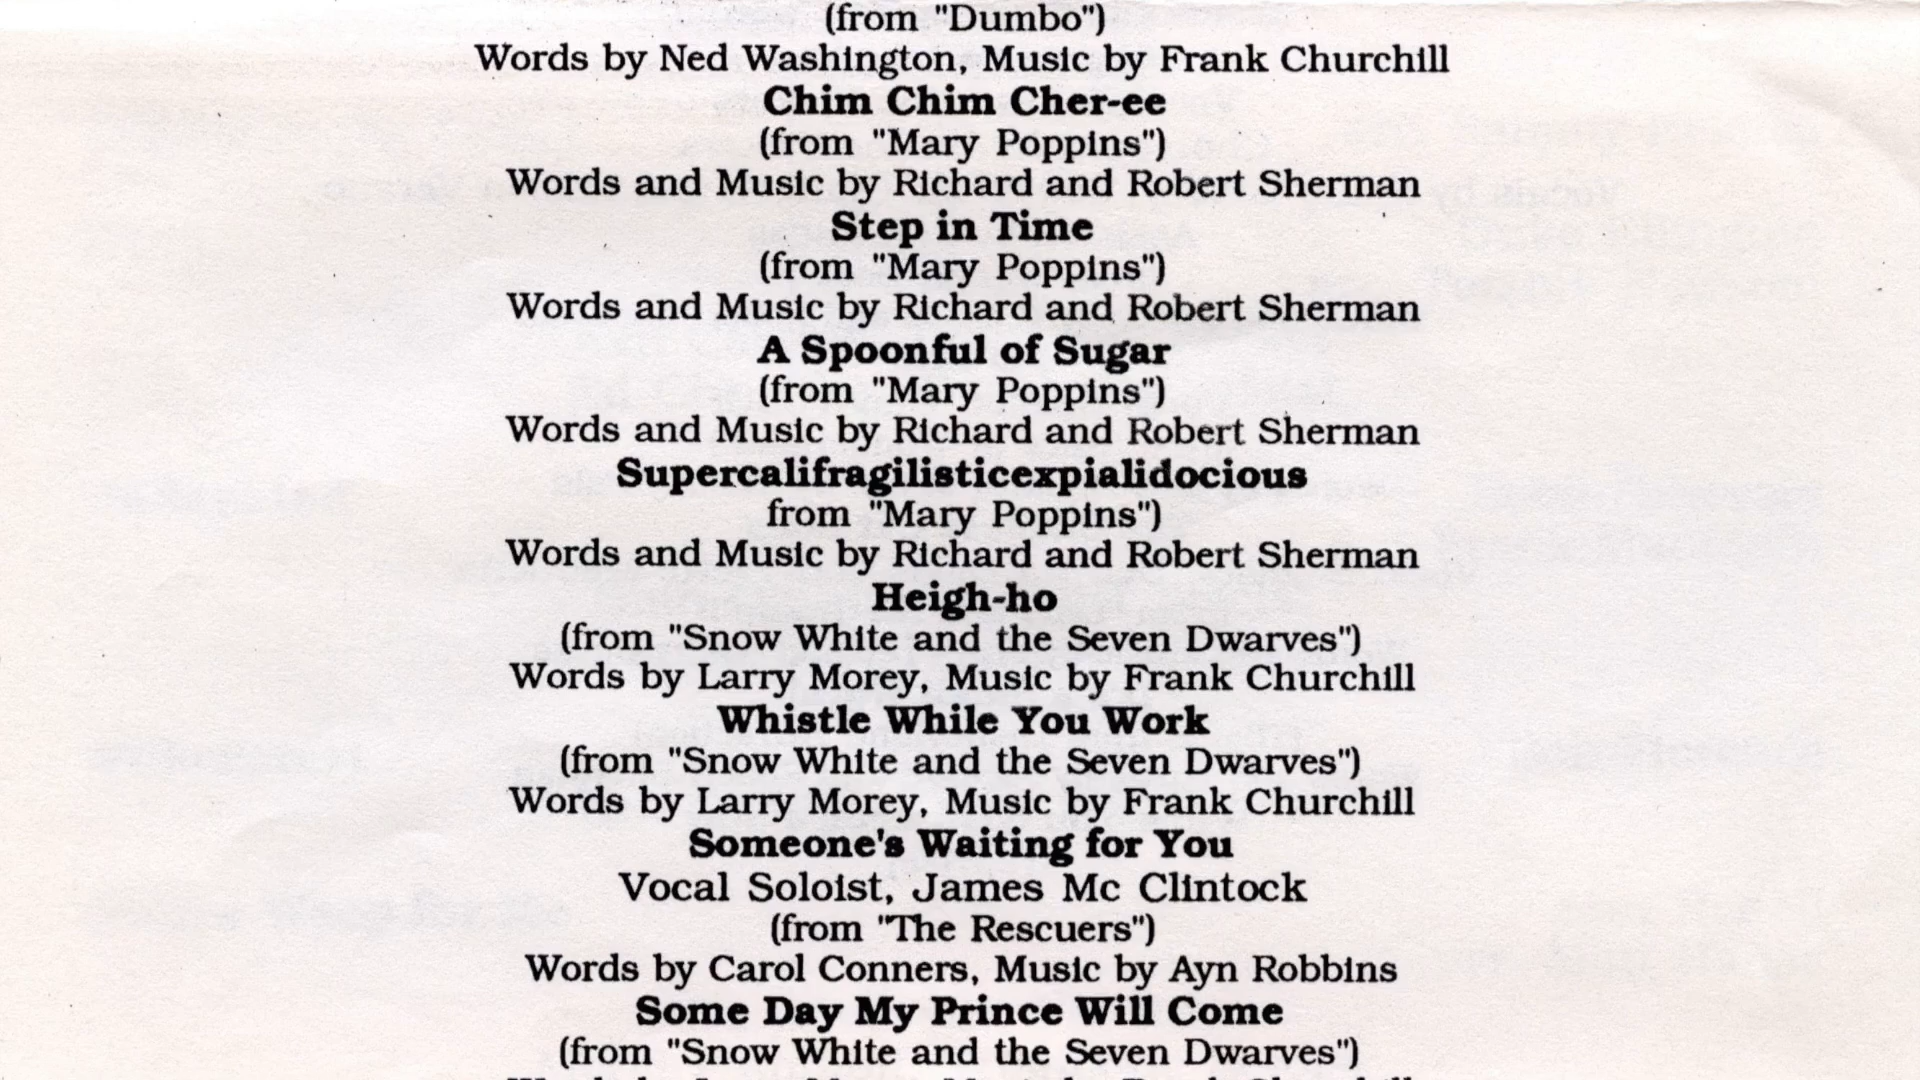 (from "Dumbo")
Words by Ned Washington, Music by Frank Churchill
Chim Chim Cher-ee
(from "Mary Poppins")
Words and Music by Richard and Robert Sherman
Step in Time
(from "Mary Poppins")
Words and Music by Richard and Robert Sherman
A Spoonful of Sugar
(from "Mary Poppins")
Words and Music by Richard and Robert Sherman
Supercalifragilisticexpialidocious
from "Mary Poppins")
Words and Music by Richard and Robert Sherman
Heigh-ho
(from "Snow White and the Seven Dwarves")
Words by Larry Morey, Music by Frank Churchill
Whistle While You Work
(from "Snow White and the Seven Dwarves")
Words by Larry Morey, Music by Frank Churchill
Someone's Waiting for You
Vocal Soloist, James Mc Clintock
(from "The Rescuers")
Words by Carol Conners, Music by Ayn Robbins
Some Day My Prince Will Come
(from "Snow White and the Seven Dwarves")